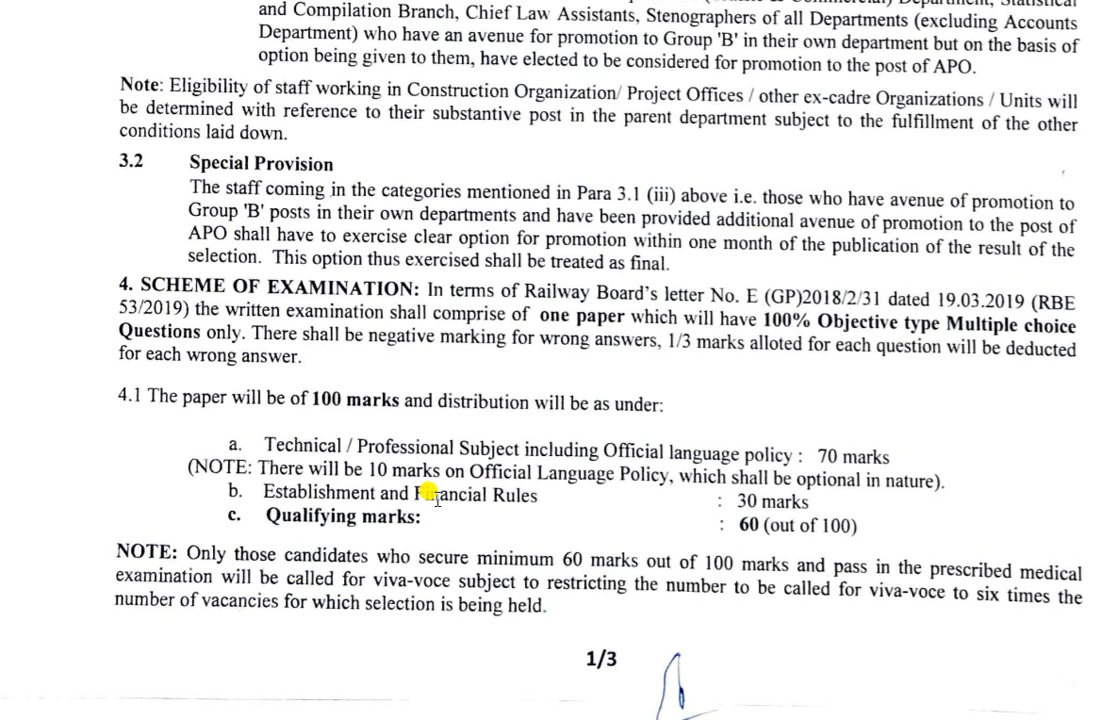 and Compilation Branch, Chief Law Assistants, Stenographers of all Departments (excluding Accounts
Department) who have an avenue for promotion to Group 'B' in their own department but on the basis of
option being given to them, have elected to be considered for promotion to the post of APO.
Note: Eligibility of staff working in Construction Organization/ Project Offices / other ex-cadre Organizations / Units will
be determined with reference to their substantive post in the parent department subject to the fulfillment of the other
conditions laid down.
3.2 Special Provision
The staff coming in the categories mentioned in Para 3.1 (iii) above i.e. those who have avenue of promotion to
Group 'B' posts in their own departments and have been provided additional avenue of promotion to the post of
APO shall have to exercise clear option for promotion within one month of the publication of the result of the
selection. This option thus exercised shall be treated as final.
4. SCHEME OF EXAMINATION: In terms of Railway Board's letter No. E (GP)2018/2/31 dated 19.03.2019 (RBE
53/2019) the written examination shall comprise of one paper which will have 100% Objective type Multiple choice
Questions only. There shall be negative marking for wrong answers, 1/3 marks alloted for each question will be deducted
for each wrong answer.
4.1 The paper will be of 100 marks and distribution will be as under:
a. Technical / Professional Subject including Official language policy : 70 marks
(NOTE: There will be 10 marks on Official Language Policy, which shall be optional in nature).
b. Establishment and Financial Rules : 30 marks
c. Qualifying marks: : 60 (out of 100)
NOTE: Only those candidates who secure minimum 60 marks out of 100 marks and pass in the prescribed medical
examination will be called for viva-voce subject to restricting the number to be called for viva-voce to six times the
number of vacancies for which selection is being held.
1/3